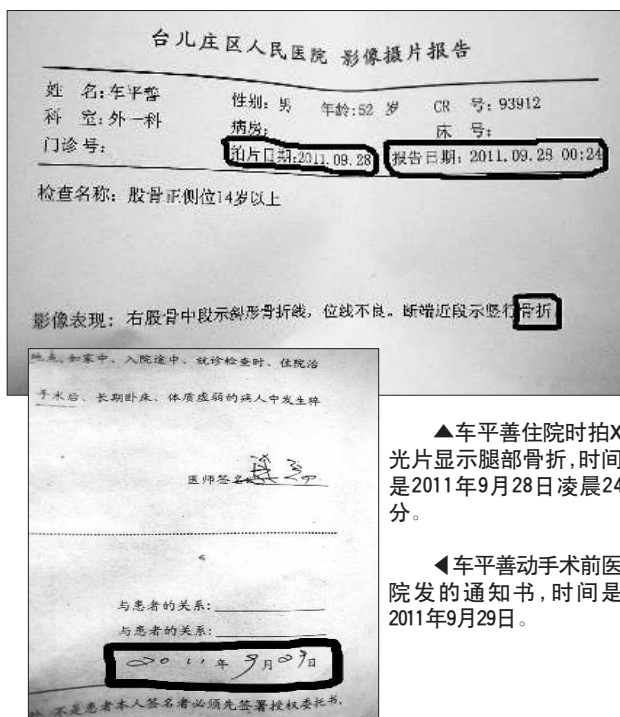 台儿庄区人民医院 影像摄片报告
姓 名:车平善 性别: 男 年龄:52 岁 CR 号: 93912
科 室:外一科 病房: 床 号:
门诊号: 拍片日期:2011.09.28 报告日期: 2011.09.28 00:24
检查名称: 股骨正侧位14岁以上
影像表现: 右股骨中段示斜形骨折线, 位线不良。断端近段示竖行骨折
地点,如家中、入院途中、就诊检查时、住院治
手术后、长期卧床、体质虚弱的病人中发生猝
医师签名
与患者的关系:
与患者的关系:
2011年9月29日
不是患者本人签名者必须先签署授权委托书,
▲车平善住院时拍X
光片显示腿部骨折,时间
是2011年9月28日凌晨24
分。
◀车平善动手术前医
院发的通知书,时间是
2011年9月29日。